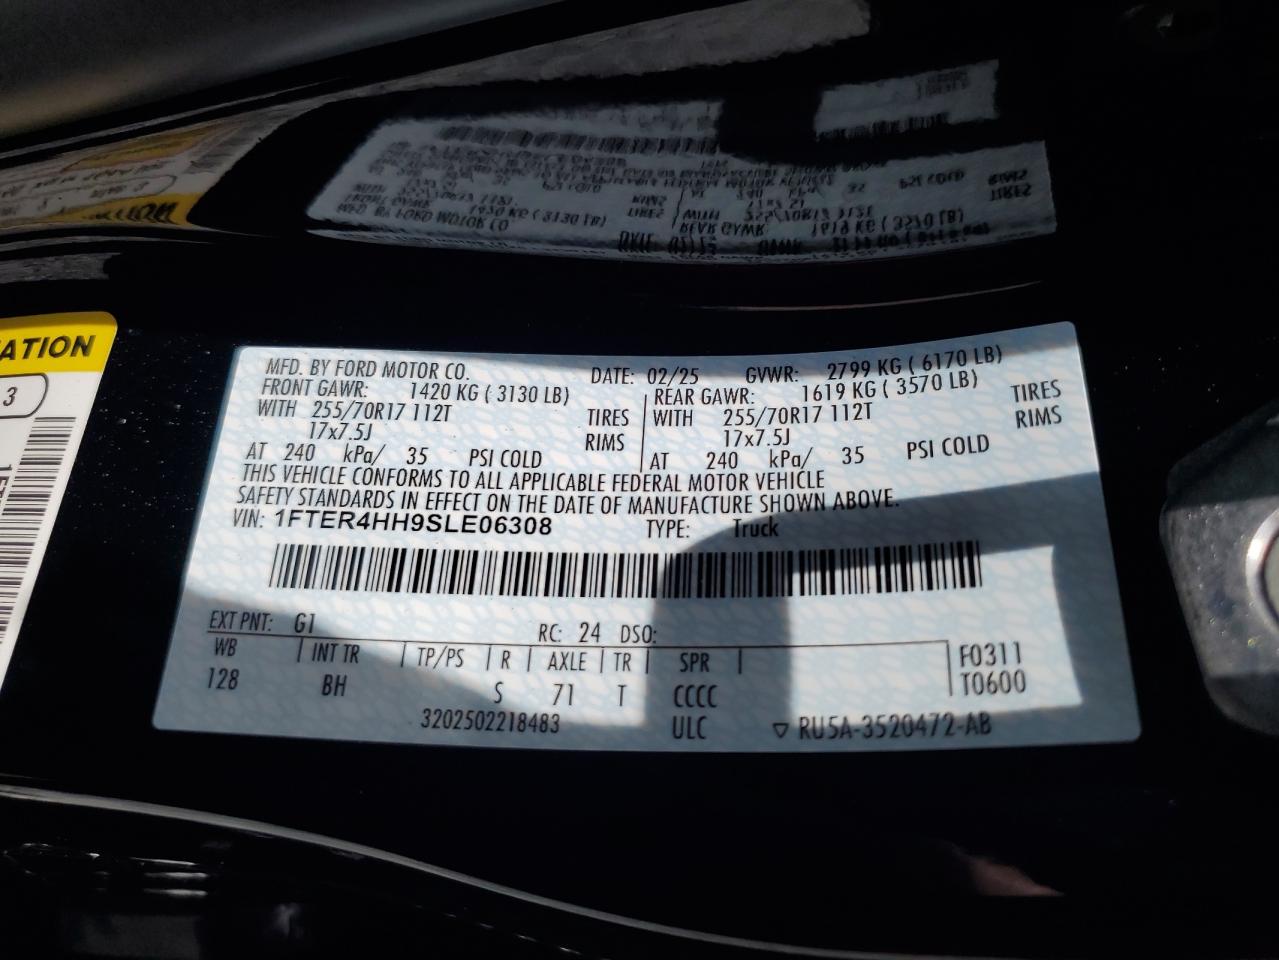 ATION
3
MFD. BY FORD MOTOR CO. DATE: 02/25 GVWR: 2799 KG ( 6170 LB)
FRONT GAWR: 1420 KG ( 3130 LB) REAR GAWR: 1619 KG ( 3570 LB)
WITH 255/70R17 112T TIRES WITH 255/70R17 112T TIRES
17x7.5J RIMS 17x7.5J RIMS
AT 240 kPa/ 35 PSI COLD AT 240 kPa/ 35 PSI COLD
THIS VEHICLE CONFORMS TO ALL APPLICABLE FEDERAL MOTOR VEHICLE
SAFETY STANDARDS IN EFFECT ON THE DATE OF MANUFACTURE SHOWN ABOVE.
VIN: 1FTER4HH9SLE06308 TYPE: Truck
EXT PNT: G1 RC: 24 DSO:
WB INT TR TP/PS R AXLE TR SPR F0311
128 BH S 71 T CCCC T0600
3202502218483 ULC ▽ RU5A-3520472-AB